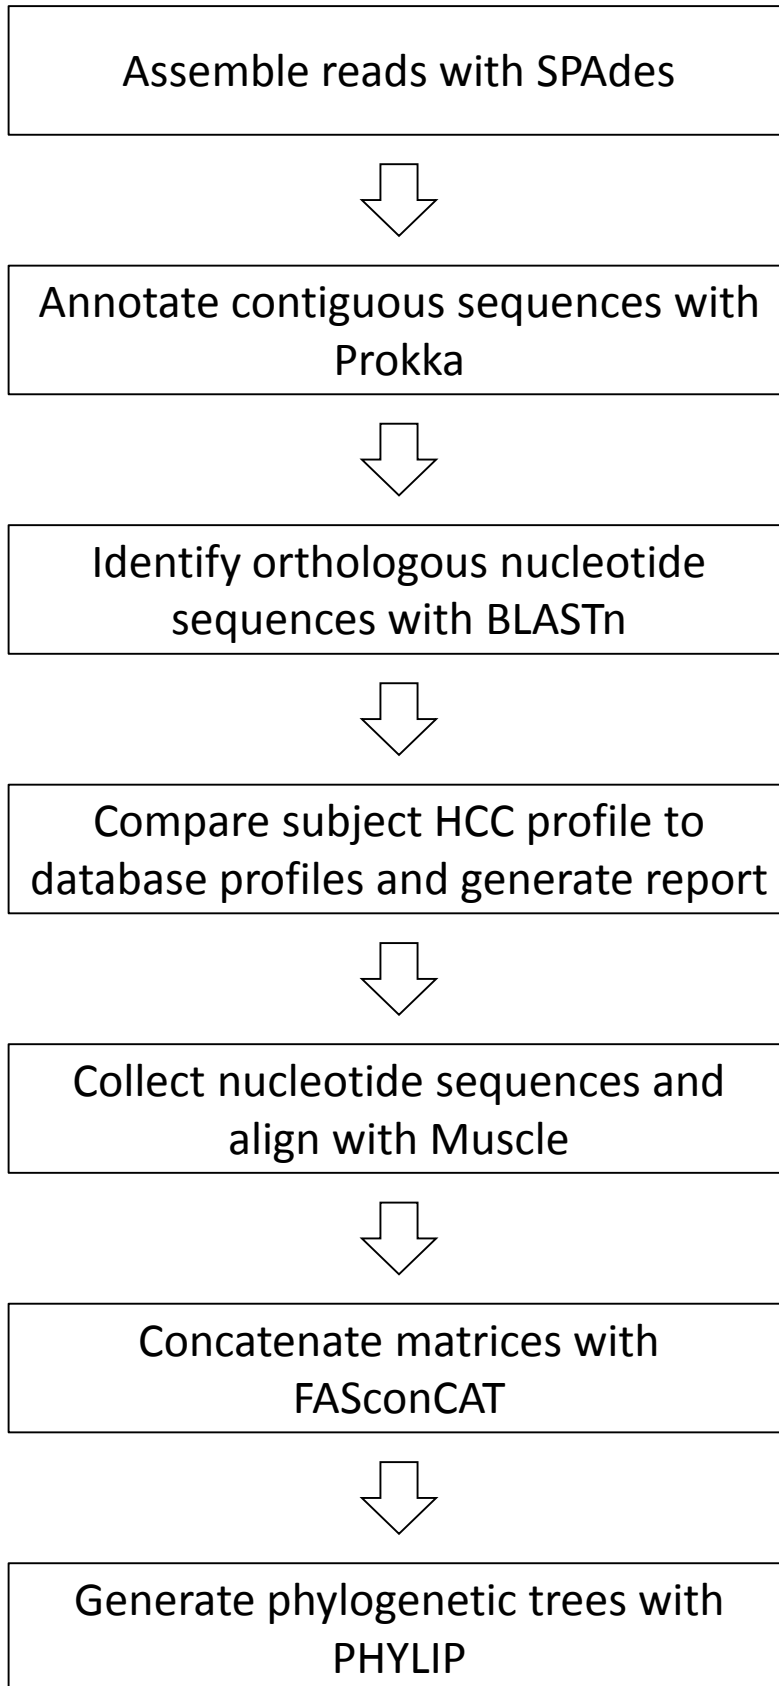 Assemble reads with SPAdes
Annotate contiguous sequences with
Prokka
Identify orthologous nucleotide
sequences with BLASTn
Compare subject HCC profile to
database profiles and generate report
Collect nucleotide sequences and
align with Muscle
Concatenate matrices with
FASconCAT
Generate phylogenetic trees with
PHYLIP